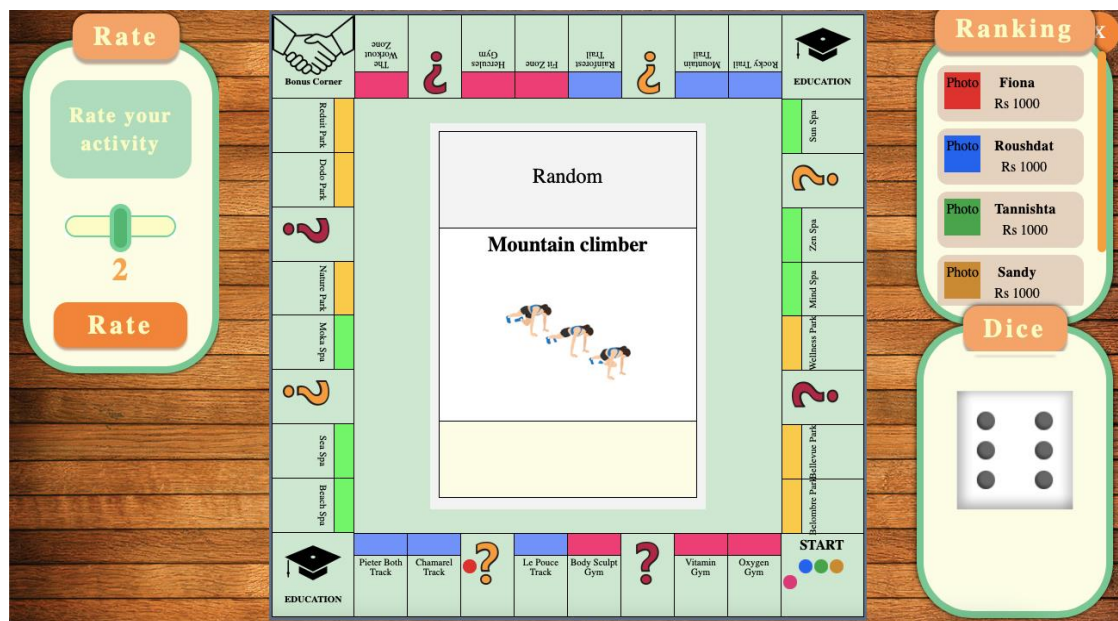 Rate
Rate your
activity
2
Rate
Bonus Corner
The
Workout
Zone
?
Hercules
Gym
Fit Zone
Rainforest
Trail
?
Mountain
Trail
Rocky Trail
EDUCATION
Reduit Park
Dodo Park
?
Nature Park
Moka Spa
?
Sea Spa
Beach Spa
Random
Mountain climber
Sun Spa
?
Zen Spa
Mind Spa
Wellness Park
?
Bellevue Park
Belombre Park
EDUCATION
Pieter Both
Track
Chamarel
Track
?
Le Pouce
Track
Body Sculpt
Gym
?
Vitamin
Gym
Oxygen
Gym
START
Ranking
X
Photo Fiona
Rs 1000
Photo Roushdat
Rs 1000
Photo Tannishta
Rs 1000
Photo Sandy
Rs 1000
Dice